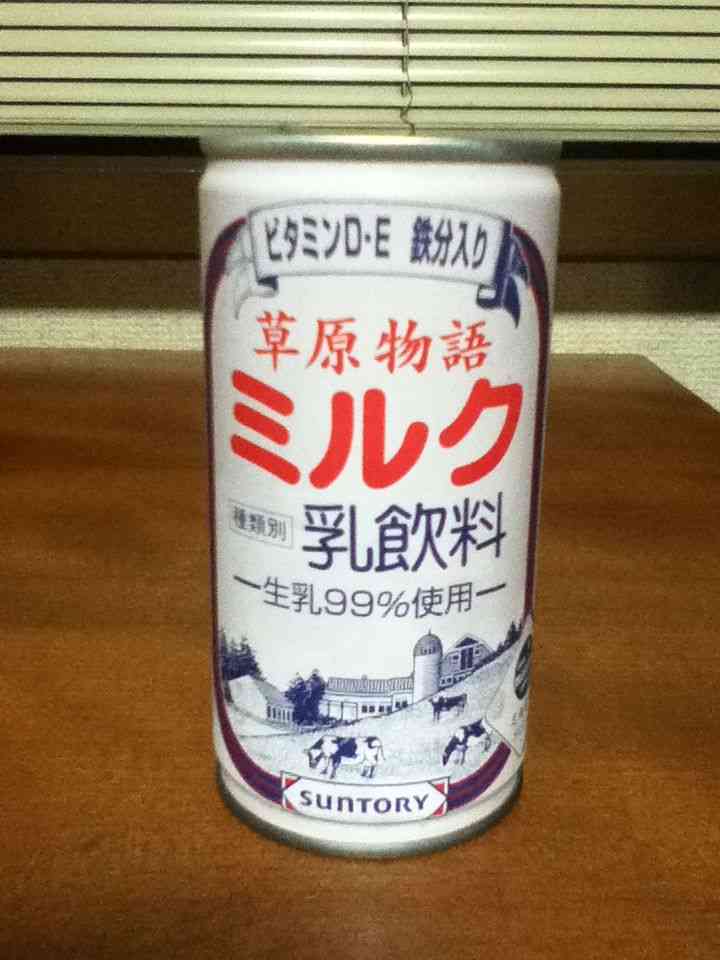 ビタミンD・E 鉄分入り
草原物語
ミルク
種類別 乳飲料
生乳99%使用
SUNTORY